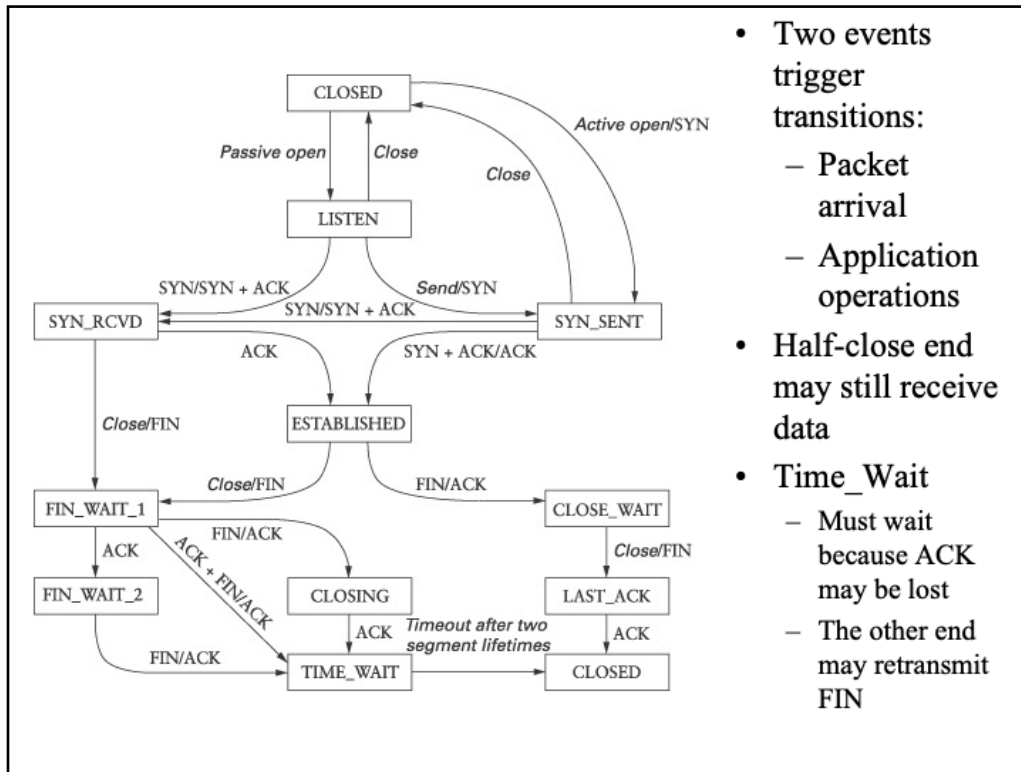 CLOSED
Active open/SYN
Passive open
Close
Close
LISTEN
SYN/SYN + ACK
Send/SYN
SYN/SYN + ACK
SYN_RCVD
SYN_SENT
ACK
SYN + ACK/ACK
Close/FIN
ESTABLISHED
Close/FIN
FIN/ACK
FIN_WAIT_1
CLOSE_WAIT
FIN/ACK
ACK
ACK + FIN/ACK
Close/FIN
FIN_WAIT_2
CLOSING
LAST_ACK
ACK
Timeout after two
segment lifetimes
ACK
FIN/ACK
TIME_WAIT
CLOSED
• Two events
trigger
transitions:
– Packet
arrival
– Application
operations
• Half-close end
may still receive
data
• Time_Wait
– Must wait
because ACK
may be lost
– The other end
may retransmit
FIN